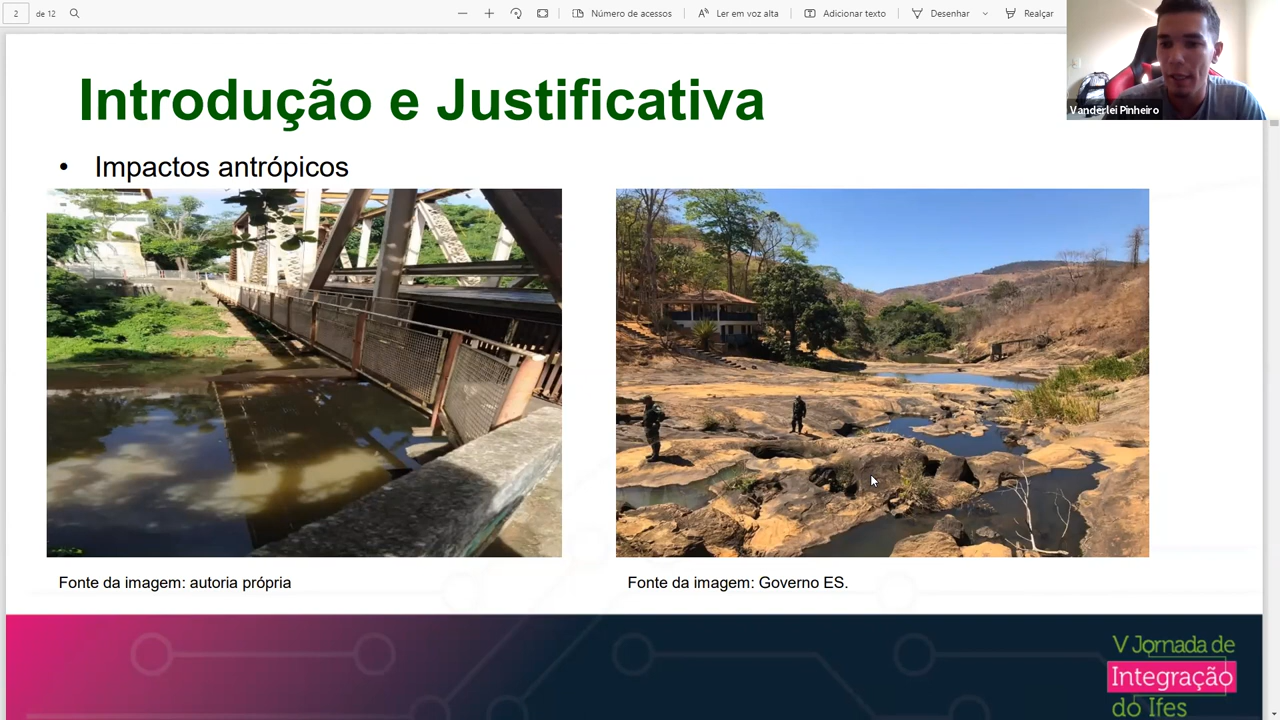 2
de 12
Número de acessos
Ler em voz alta
Adicionar texto
Desenhar
Realçar
Vanderlei Pinheiro
Introdução e Justificativa
• Impactos antrópicos
Fonte da imagem: autoria própria
Fonte da imagem: Governo ES.
V Jornada de
Integração
do Ifes